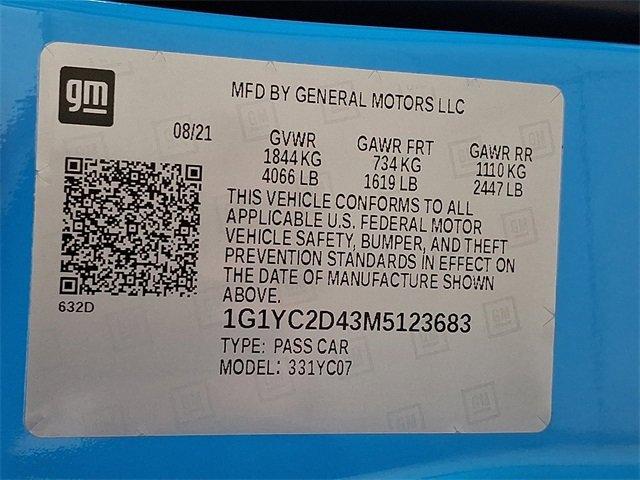 gm
MFD BY GENERAL MOTORS LLC
08/21
GVWR GAWR FRT GAWR RR
1844 KG 734 KG 1110 KG
4066 LB 1619 LB 2447 LB
THIS VEHICLE CONFORMS TO ALL
APPLICABLE U.S. FEDERAL MOTOR
VEHICLE SAFETY, BUMPER, AND THEFT
PREVENTION STANDARDS IN EFFECT ON
THE DATE OF MANUFACTURE SHOWN
ABOVE.
632D
1G1YC2D43M5123683
TYPE: PASS CAR
MODEL: 331YC07